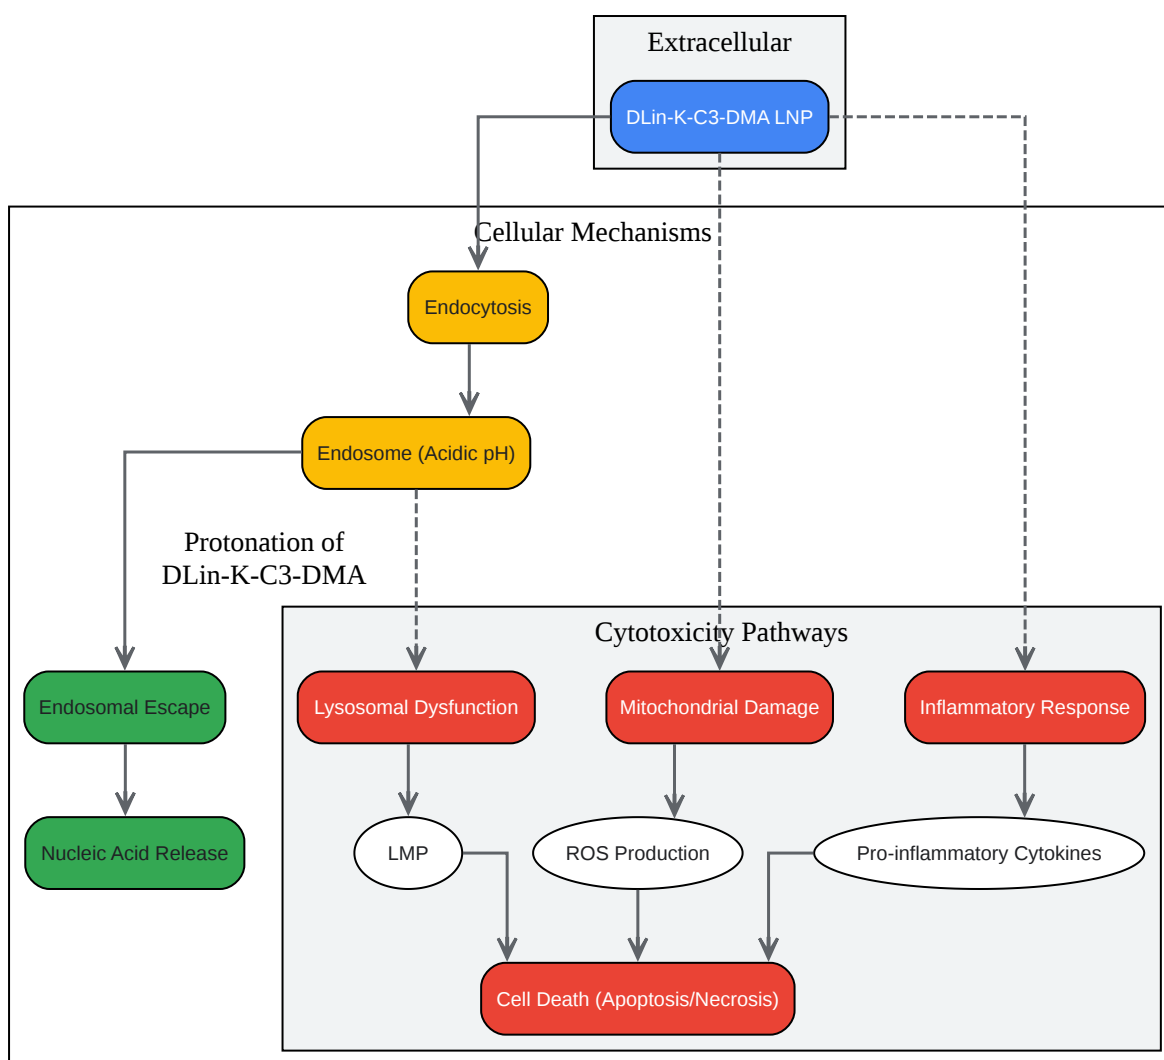 Extracellular
DLin-K-C3-DMA LNP
Cellular Mechanisms
Endocytosis
Endosome (Acidic pH)
Protonation of
DLin-K-C3-DMA
Cytotoxicity Pathways
Endosomal Escape
Lysosomal Dysfunction
Mitochondrial Damage
Inflammatory Response
Nucleic Acid Release
LMP
ROS Production
Pro-inflammatory Cytokines
Cell Death (Apoptosis/Necrosis)